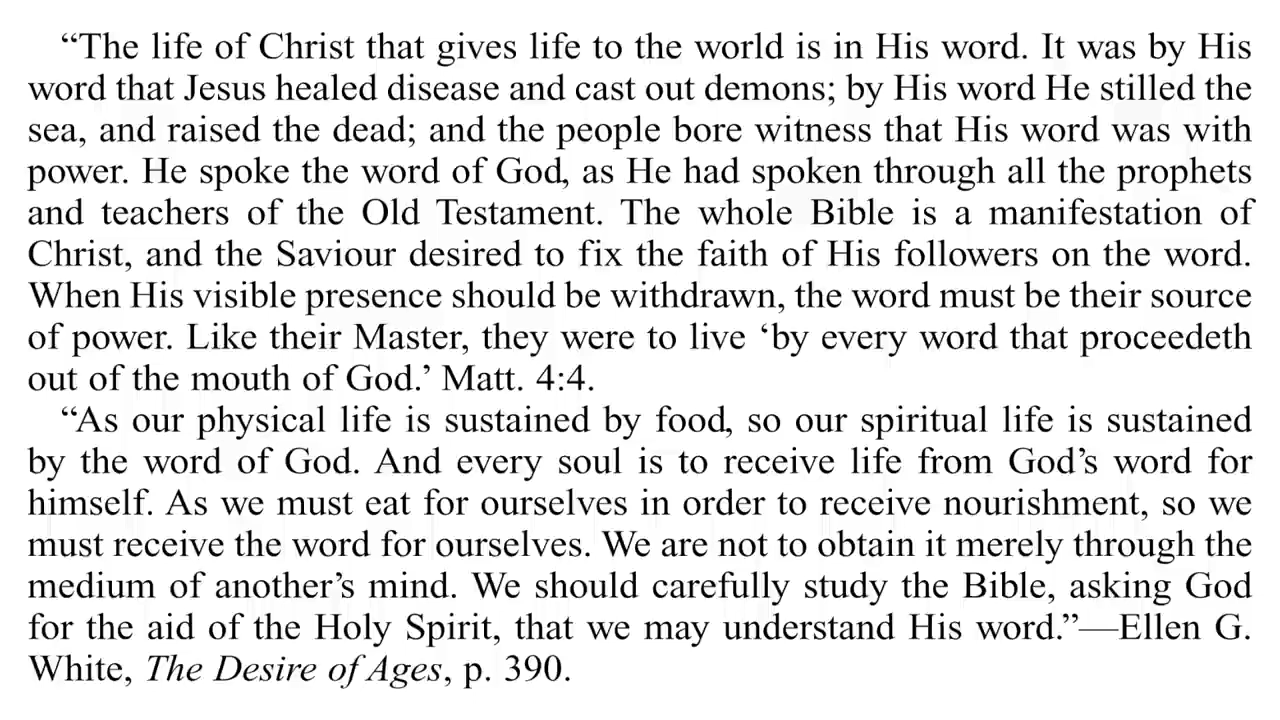 “The life of Christ that gives life to the world is in His word. It was by His
word that Jesus healed disease and cast out demons; by His word He stilled the
sea, and raised the dead; and the people bore witness that His word was with
power. He spoke the word of God, as He had spoken through all the prophets
and teachers of the Old Testament. The whole Bible is a manifestation of
Christ, and the Saviour desired to fix the faith of His followers on the word.
When His visible presence should be withdrawn, the word must be their source
of power. Like their Master, they were to live ‘by every word that proceedeth
out of the mouth of God.’ Matt. 4:4.
“As our physical life is sustained by food, so our spiritual life is sustained
by the word of God. And every soul is to receive life from God’s word for
himself. As we must eat for ourselves in order to receive nourishment, so we
must receive the word for ourselves. We are not to obtain it merely through the
medium of another’s mind. We should carefully study the Bible, asking God
for the aid of the Holy Spirit, that we may understand His word.”—Ellen G.
White, The Desire of Ages, p. 390.